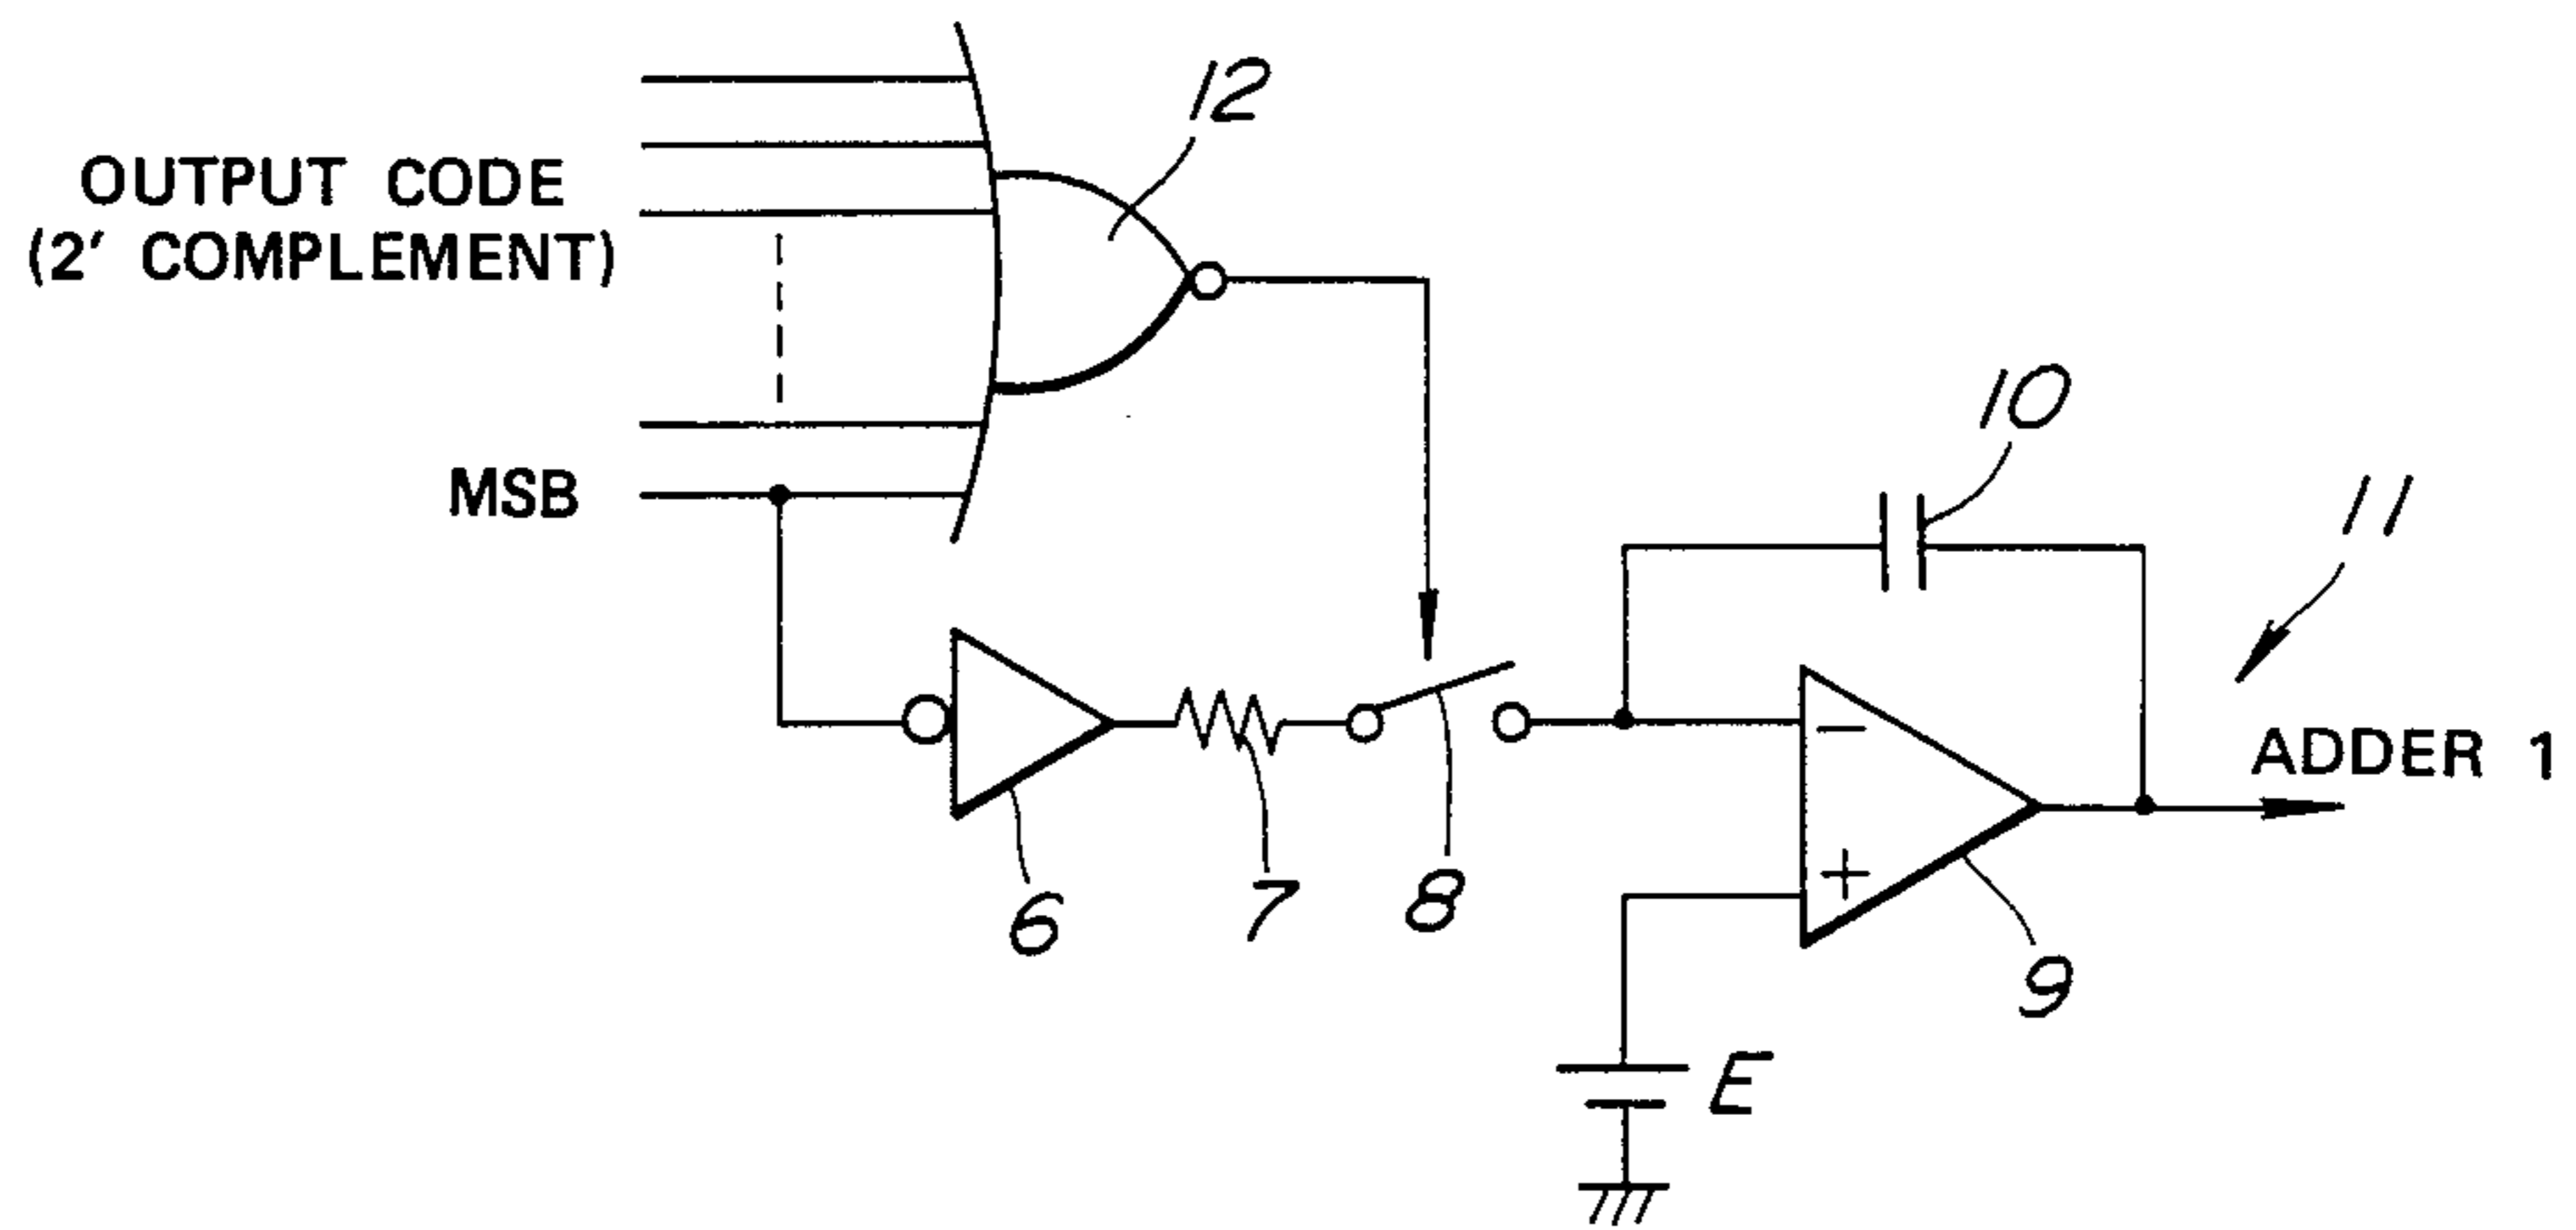 12
OUTPUT CODE
(2' COMPLEMENT)
10
MSB
11
ADDER 1
−
+
6
7
8
9
E